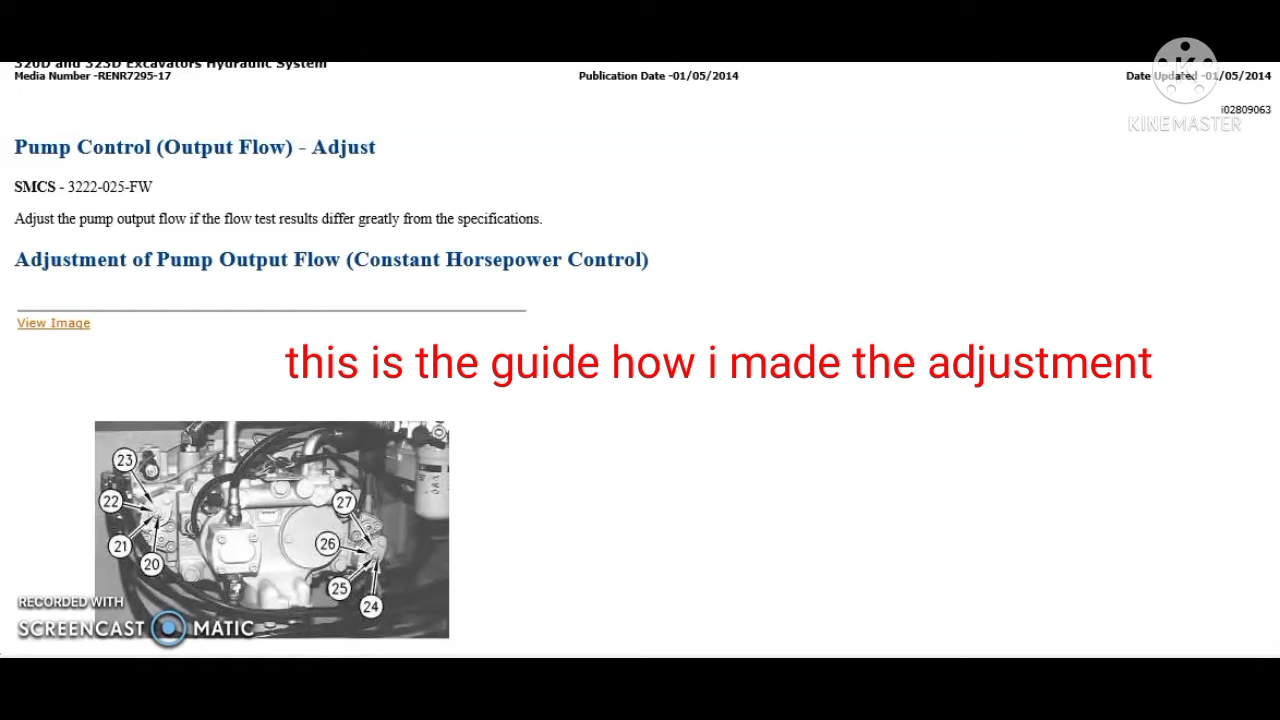 320D and 323D Excavators Hydraulic System
Media Number -RENR7295-17
Publication Date -01/05/2014
Date Updated -01/05/2014
i02809063
KINEMASTER
Pump Control (Output Flow) - Adjust
SMCS - 3222-025-FW
Adjust the pump output flow if the flow test results differ greatly from the specifications.
Adjustment of Pump Output Flow (Constant Horsepower Control)
View Image
this is the guide how i made the adjustment
23
22
27
26
21
20
25
24
RECORDED WITH
SCREENCAST MATIC